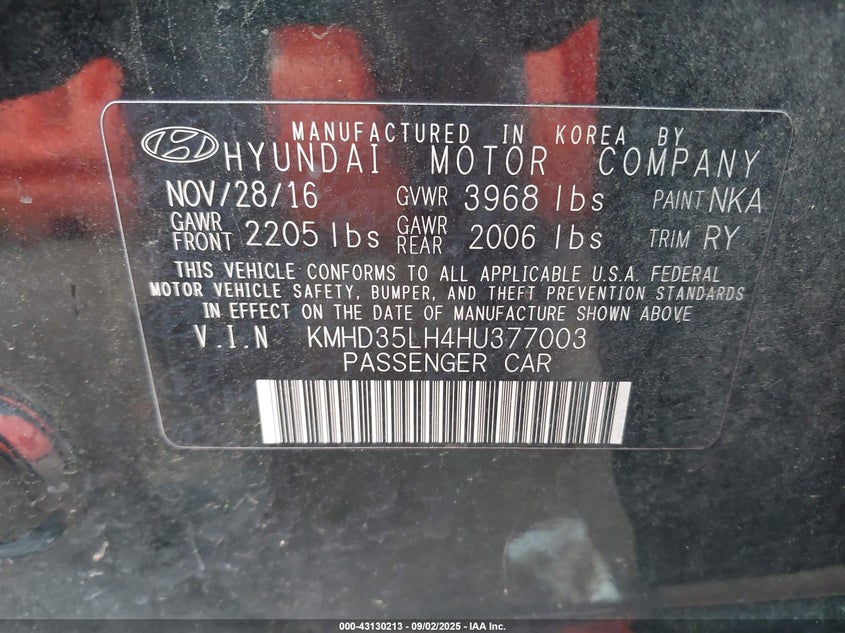 MANUFACTURED IN KOREA BY
HYUNDAI MOTOR COMPANY
NOV/28/16 GVWR 3968 lbs PAINT NKA
GAWR FRONT 2205 lbs GAWR REAR 2006 lbs TRIM RY
THIS VEHICLE CONFORMS TO ALL APPLICABLE U.S.A. FEDERAL
MOTOR VEHICLE SAFETY, BUMPER, AND THEFT PREVENTION STANDARDS
IN EFFECT ON THE DATE OF MANUFACTURE SHOWN ABOVE
V.I.N KMHD35LH4HU377003
PASSENGER CAR
000-43130213 - 09/02/2025 - IAA Inc.